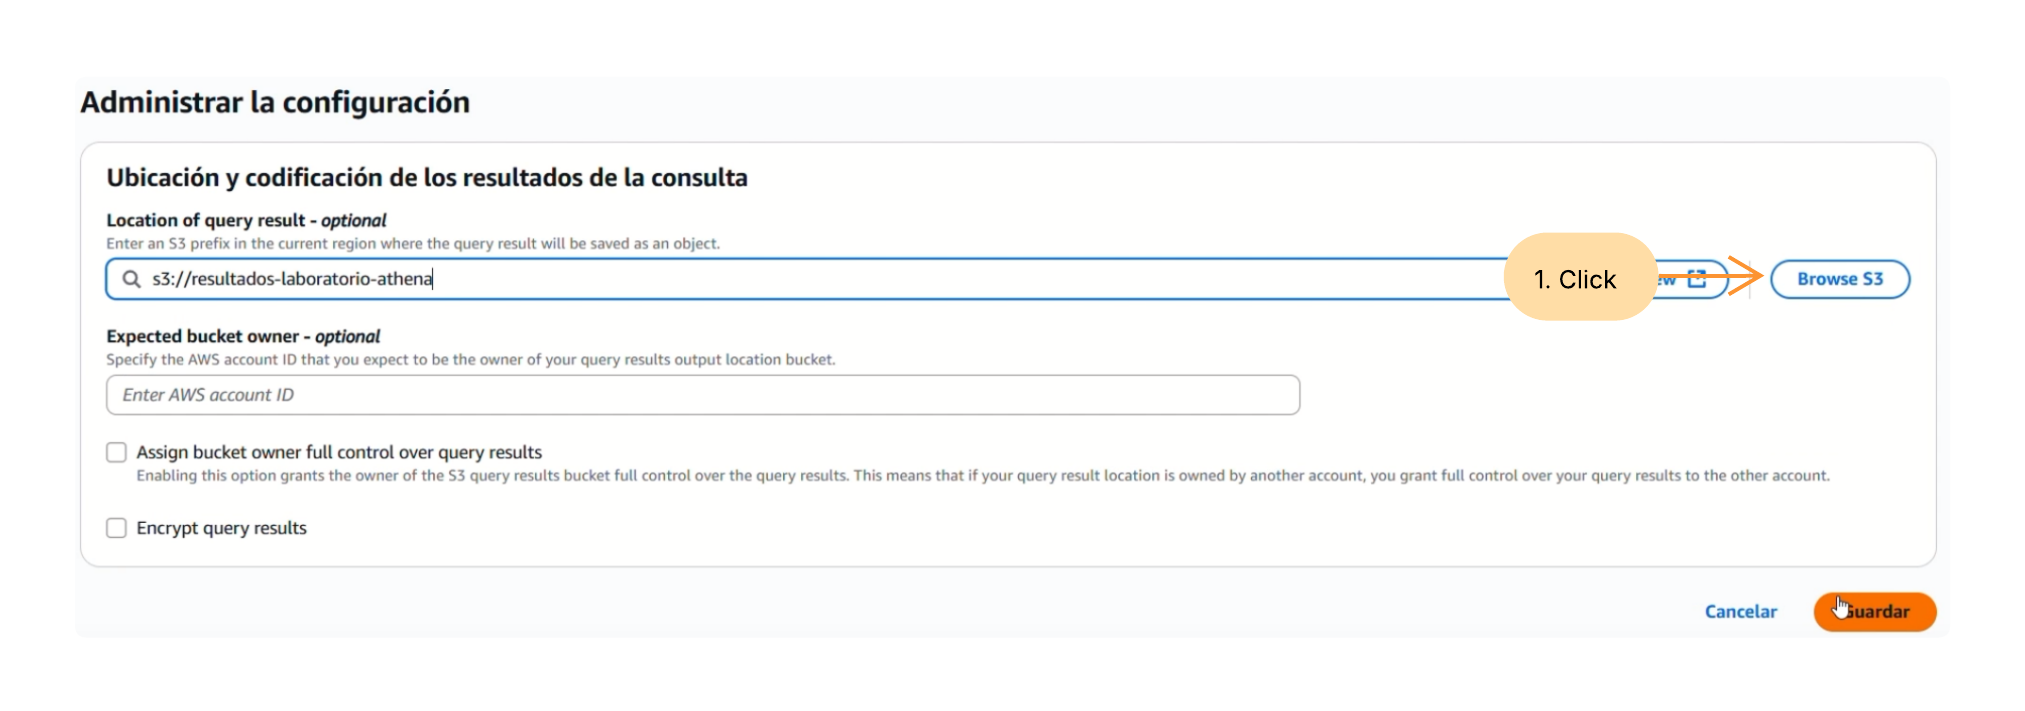 Administrar la configuración
Ubicación y codificación de los resultados de la consulta
Location of query result - optional
Enter an S3 prefix in the current region where the query result will be saved as an object.
s3://resultados-laboratorio-athena
1. Click
Browse S3
Expected bucket owner - optional
Specify the AWS account ID that you expect to be the owner of your query results output location bucket.
Enter AWS account ID
Assign bucket owner full control over query results
Enabling this option grants the owner of the S3 query results bucket full control over the query results. This means that if your query result location is owned by another account, you grant full control over your query results to the other account.
Encrypt query results
Cancelar
Guardar